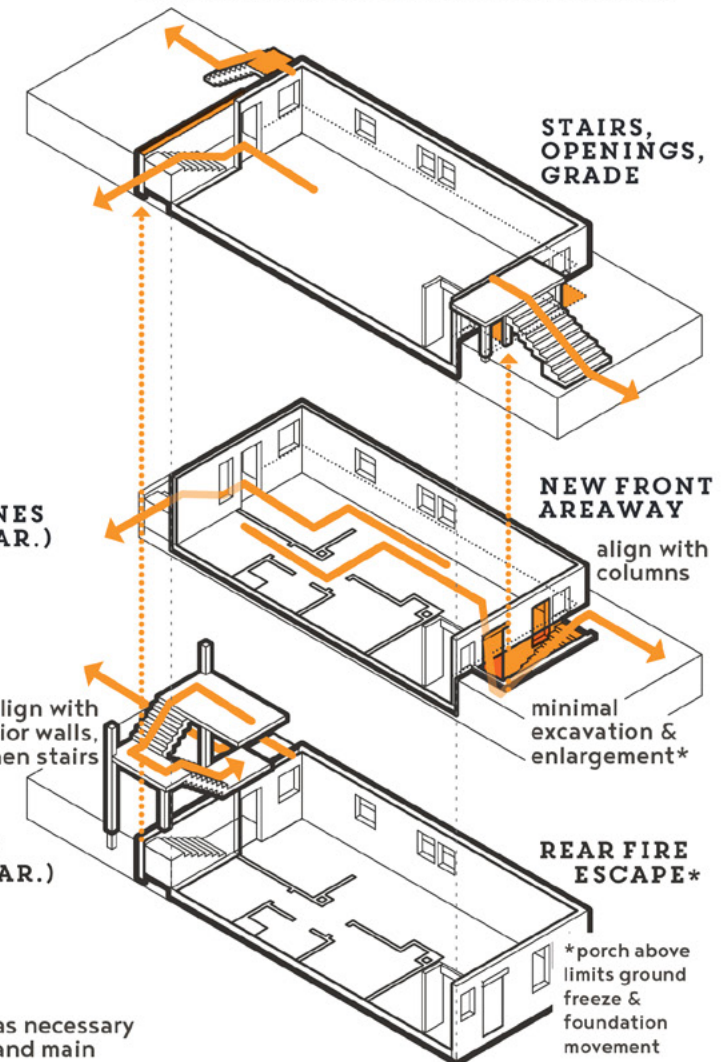 STAIRS,
OPENINGS,
GRADE
NEW FRONT
AREAWAY
align with
columns
minimal
excavation &
enlargement*
NES
AR.)
lign with
ior walls,
en stairs
AR.)
REAR FIRE
ESCAPE*
*porch above
limits ground
freeze &
foundation
movement
as necessary
and main